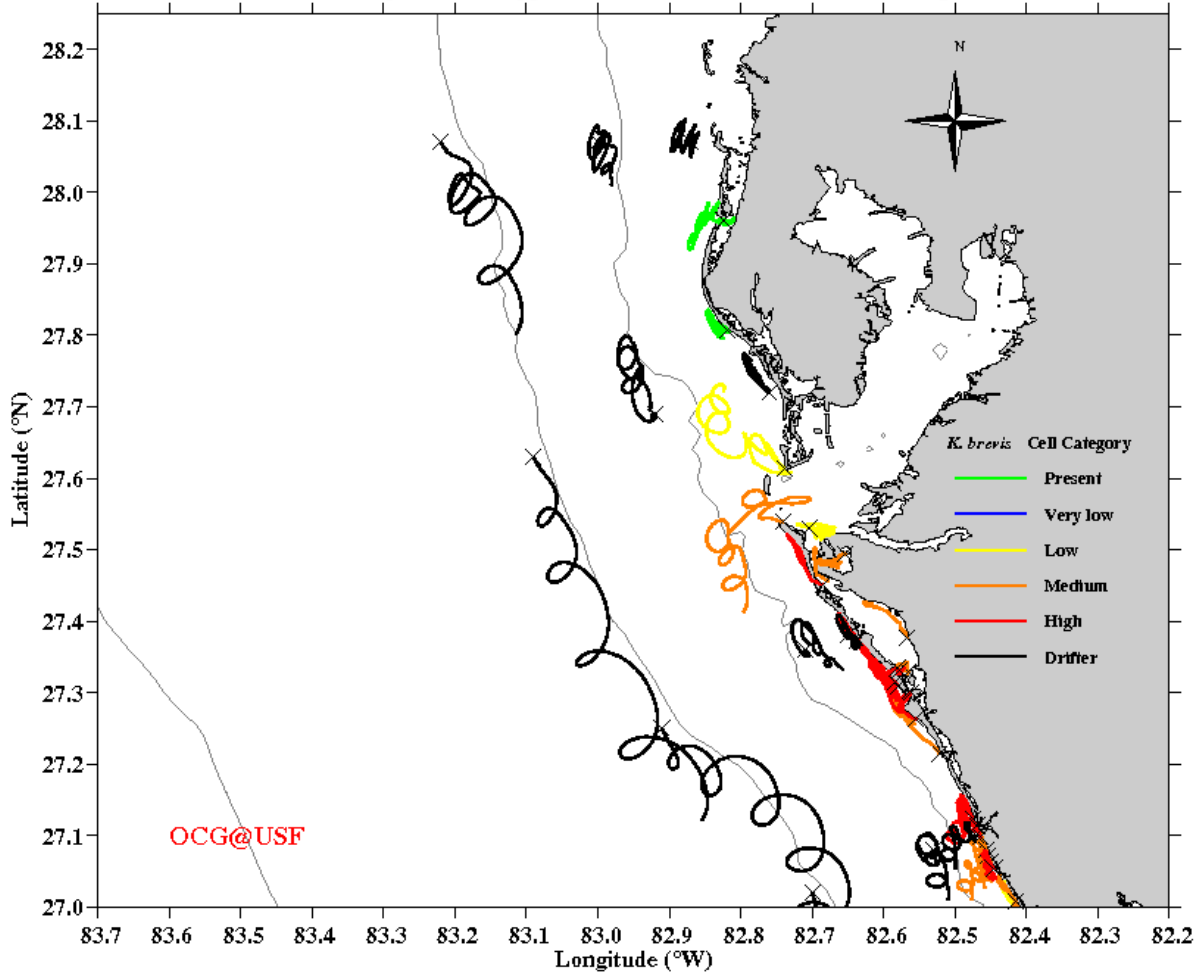 N
28.2
28.1
28.0
27.9
27.8
27.7
27.6
27.5
27.4
27.3
27.2
27.1
27.0
Latitude (°N)
K. brevis Cell Category
Present
Very low
Low
Medium
High
Drifter
OCG@USF
83.7 83.6 83.5 83.4 83.3 83.2 83.1 83.0 82.9 82.8 82.7 82.6 82.5 82.4 82.3 82.2
Longitude (°W)